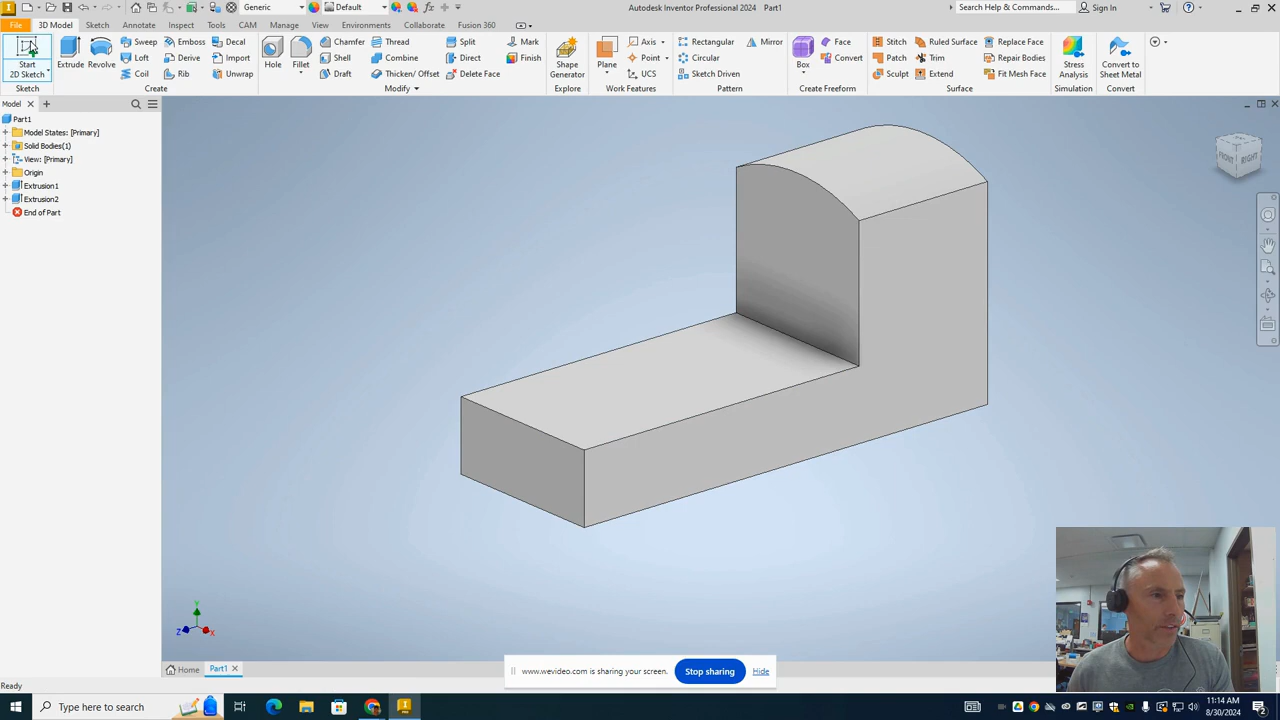 Generic
Default
Autodesk Inventor Professional 2024 Part1
Search Help & Commands...
Sign In
File
3D Model
Sketch
Annotate
Inspect
Tools
CAM
Manage
View
Environments
Collaborate
Fusion 360
Start
2D Sketch
Sketch
Extrude
Revolve
Sweep
Loft
Coil
Emboss
Derive
Rib
Decal
Import
Unwrap
Create
Hole
Fillet
Chamfer
Shell
Draft
Thread
Combine
Thicken/ Offset
Split
Direct
Delete Face
Modify
Mark
Finish
Shape
Generator
Explore
Plane
Axis
Point
UCS
Work Features
Rectangular
Circular
Sketch Driven
Mirror
Pattern
Box
Face
Convert
Create Freeform
Stitch
Patch
Sculpt
Ruled Surface
Trim
Extend
Replace Face
Repair Bodies
Fit Mesh Face
Surface
Stress
Analysis
Simulation
Convert to
Sheet Metal
Convert
Model
Part1
Model States: [Primary]
Solid Bodies(1)
View: [Primary]
Origin
Extrusion1
Extrusion2
End of Part
FRONT
RIGHT
Y
Z
X
Home
Part1
www.wevideo.com is sharing your screen.
Stop sharing
Hide
Ready
Type here to search
PRO
11:14 AM
8/30/2024
2